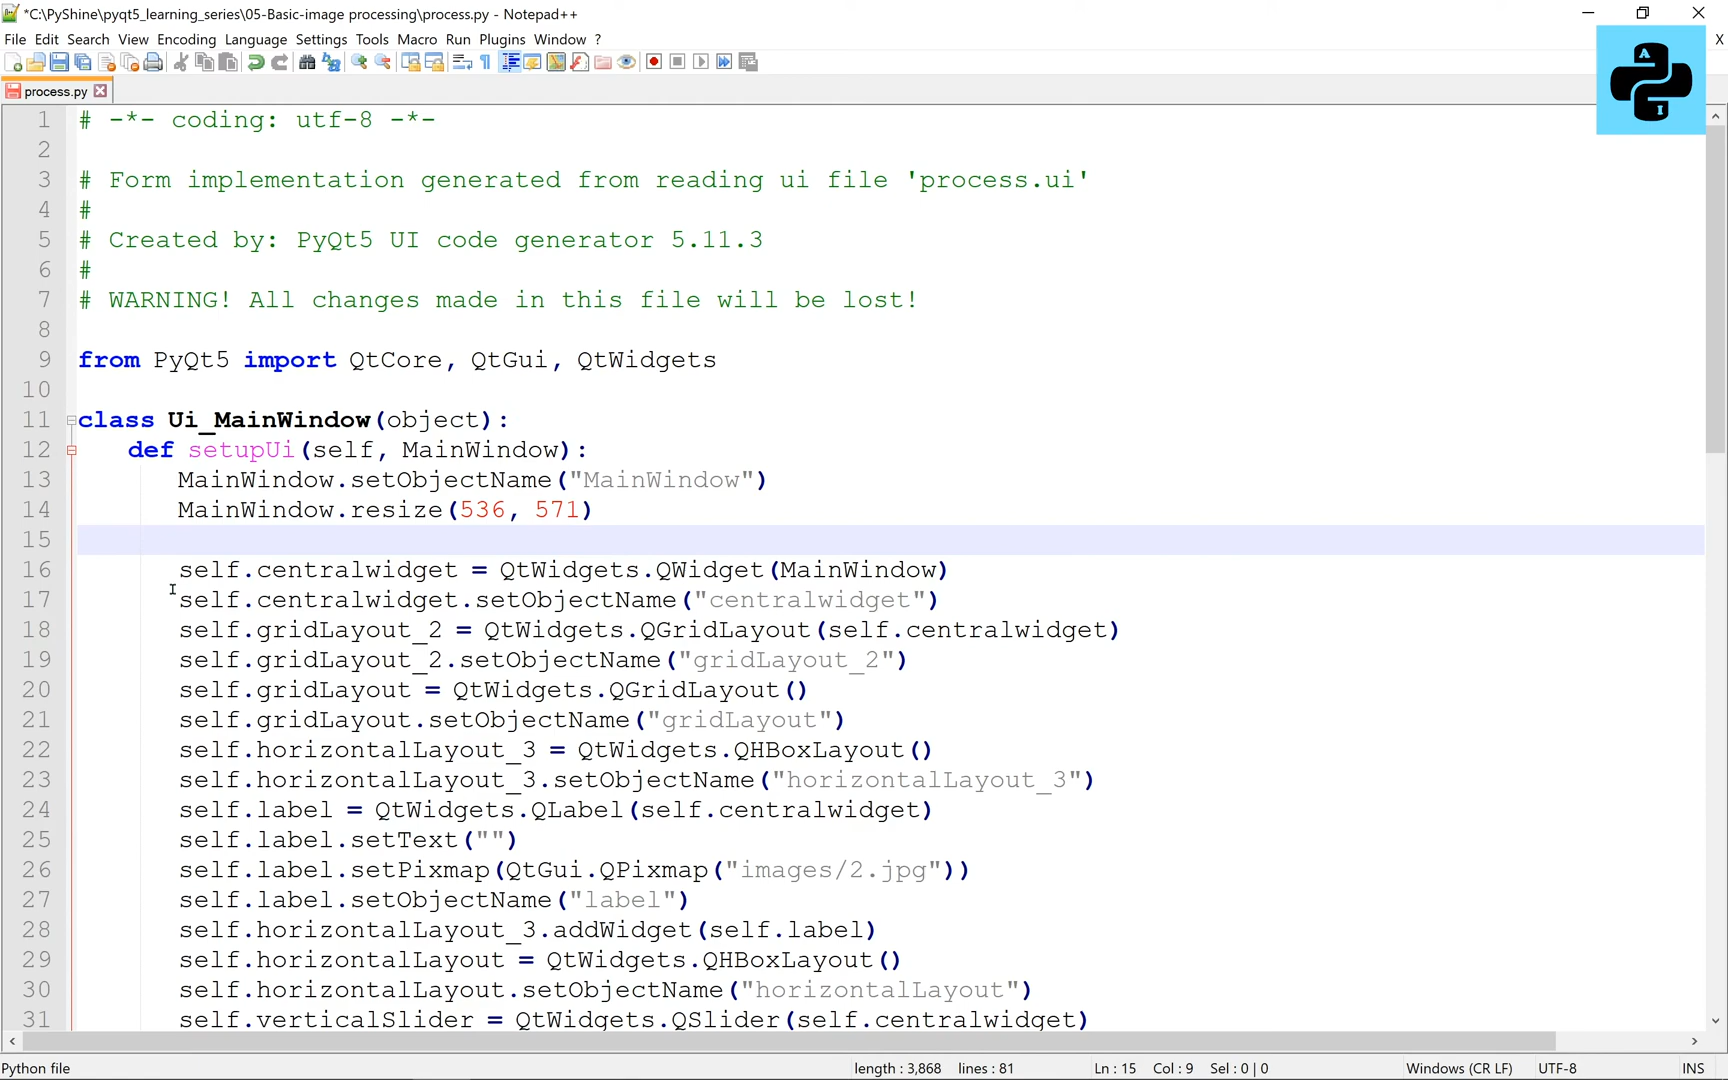 *C:\PyShine\pyqt5_learning_series\05-Basic-image processing\process.py - Notepad++
File Edit Search View Encoding Language Settings Tools Macro Run Plugins Window ? X
process.py
A
I
1 # -*- coding: utf-8 -*-
2
3 # Form implementation generated from reading ui file 'process.ui'
4 #
5 # Created by: PyQt5 UI code generator 5.11.3
6 #
7 # WARNING! All changes made in this file will be lost!
8
9 from PyQt5 import QtCore, QtGui, QtWidgets
10
11 class Ui_MainWindow(object):
12 def setupUi(self, MainWindow):
13 MainWindow.setObjectName("MainWindow")
14 MainWindow.resize(536, 571)
15
16 self.centralwidget = QtWidgets.QWidget(MainWindow)
17 self.centralwidget.setObjectName("centralwidget")
18 self.gridLayout_2 = QtWidgets.QGridLayout(self.centralwidget)
19 self.gridLayout_2.setObjectName("gridLayout_2")
20 self.gridLayout = QtWidgets.QGridLayout()
21 self.gridLayout.setObjectName("gridLayout")
22 self.horizontalLayout_3 = QtWidgets.QHBoxLayout()
23 self.horizontalLayout_3.setObjectName("horizontalLayout_3")
24 self.label = QtWidgets.QLabel(self.centralwidget)
25 self.label.setText("")
26 self.label.setPixmap(QtGui.QPixmap("images/2.jpg"))
27 self.label.setObjectName("label")
28 self.horizontalLayout_3.addWidget(self.label)
29 self.horizontalLayout = QtWidgets.QHBoxLayout()
30 self.horizontalLayout.setObjectName("horizontalLayout")
31 self.verticalSlider = QtWidgets.QSlider(self.centralwidget)
Python file length : 3,868 lines : 81 Ln : 15 Col : 9 Sel : 0 | 0 Windows (CR LF) UTF-8 INS